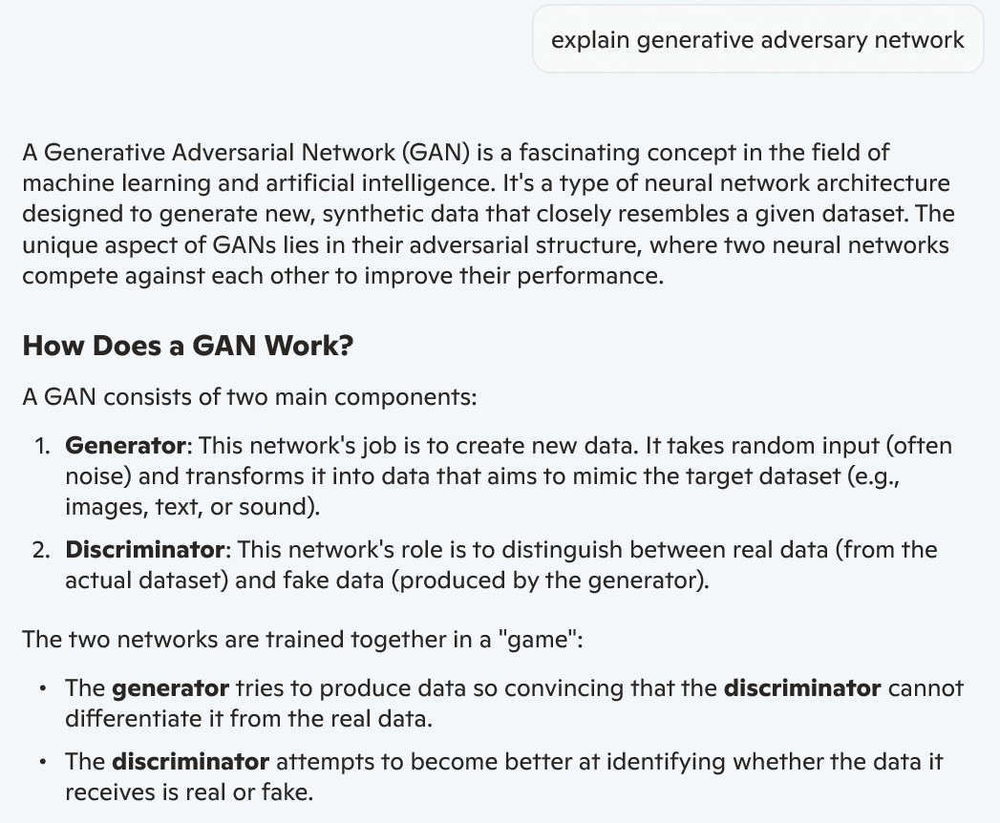 explain generative adversary network
A Generative Adversarial Network (GAN) is a fascinating concept in the field of
machine learning and artificial intelligence. It's a type of neural network architecture
designed to generate new, synthetic data that closely resembles a given dataset. The
unique aspect of GANs lies in their adversarial structure, where two neural networks
compete against each other to improve their performance.
How Does a GAN Work?
A GAN consists of two main components:
1. Generator: This network's job is to create new data. It takes random input (often
noise) and transforms it into data that aims to mimic the target dataset (e.g.,
images, text, or sound).
2. Discriminator: This network's role is to distinguish between real data (from the
actual dataset) and fake data (produced by the generator).
The two networks are trained together in a "game":
• The generator tries to produce data so convincing that the discriminator cannot
differentiate it from the real data.
• The discriminator attempts to become better at identifying whether the data it
receives is real or fake.